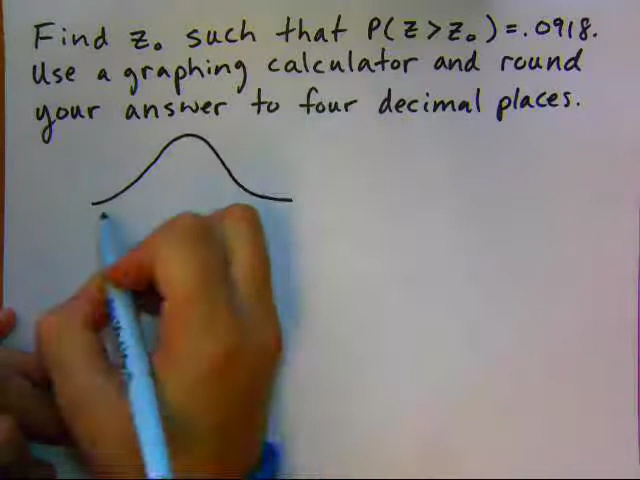 Find z₀ such that P(z>z₀)=.0918.
Use a graphing calculator and round
your answer to four decimal places.